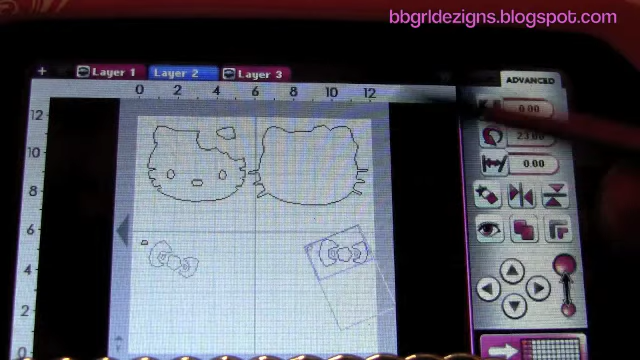 bbgrldezigns.blogspot.com
+ Layer 1 Layer 2 Layer 3
ADVANCED
0 2 4 6 8 10 12
0.00
23.00
0.00
12
10
8
6
4
2
0